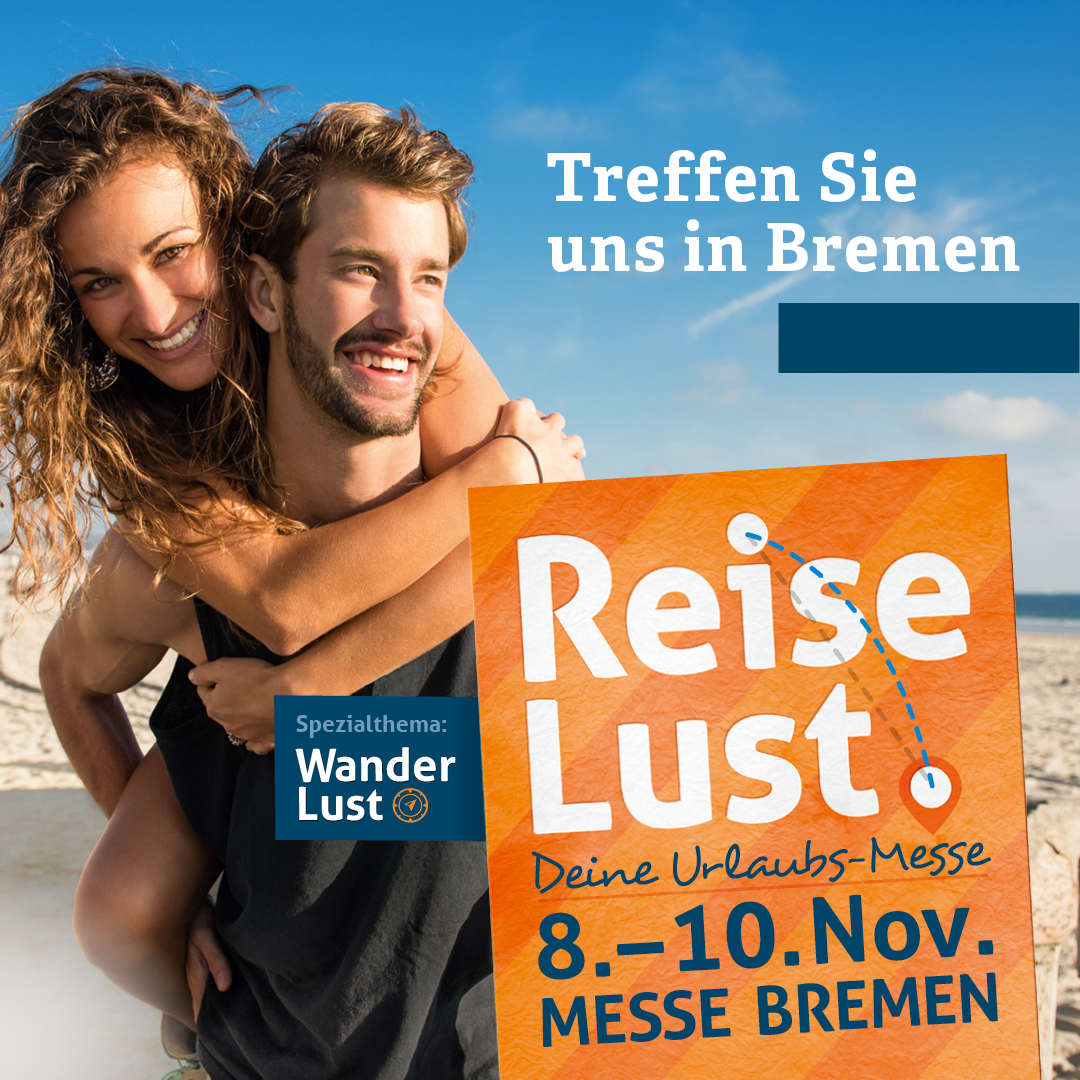 Treffen Sie
uns in Bremen
Reise
Lust
Spezialthema:
Wander
Lust
Deine Urlaubs-Messe
8.–10. Nov.
MESSE BREMEN